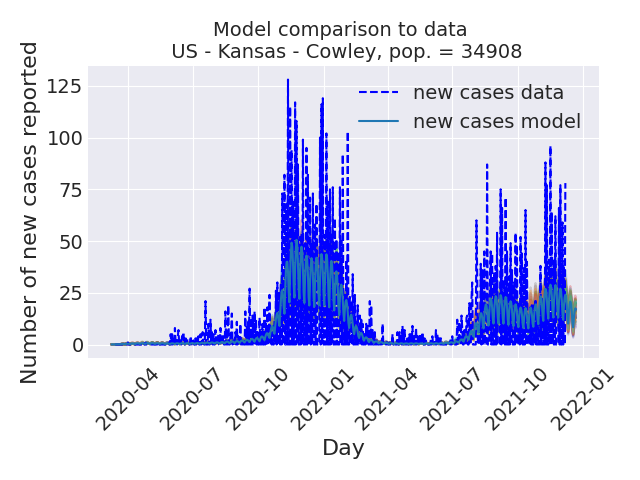 Model comparison to data
US - Kansas - Cowley, pop. = 34908
Number of new cases reported
125
100
75
50
25
0
new cases data
new cases model
2020-04
2020-07
2020-10
2021-01
2021-04
2021-07
2021-10
2022-01
Day